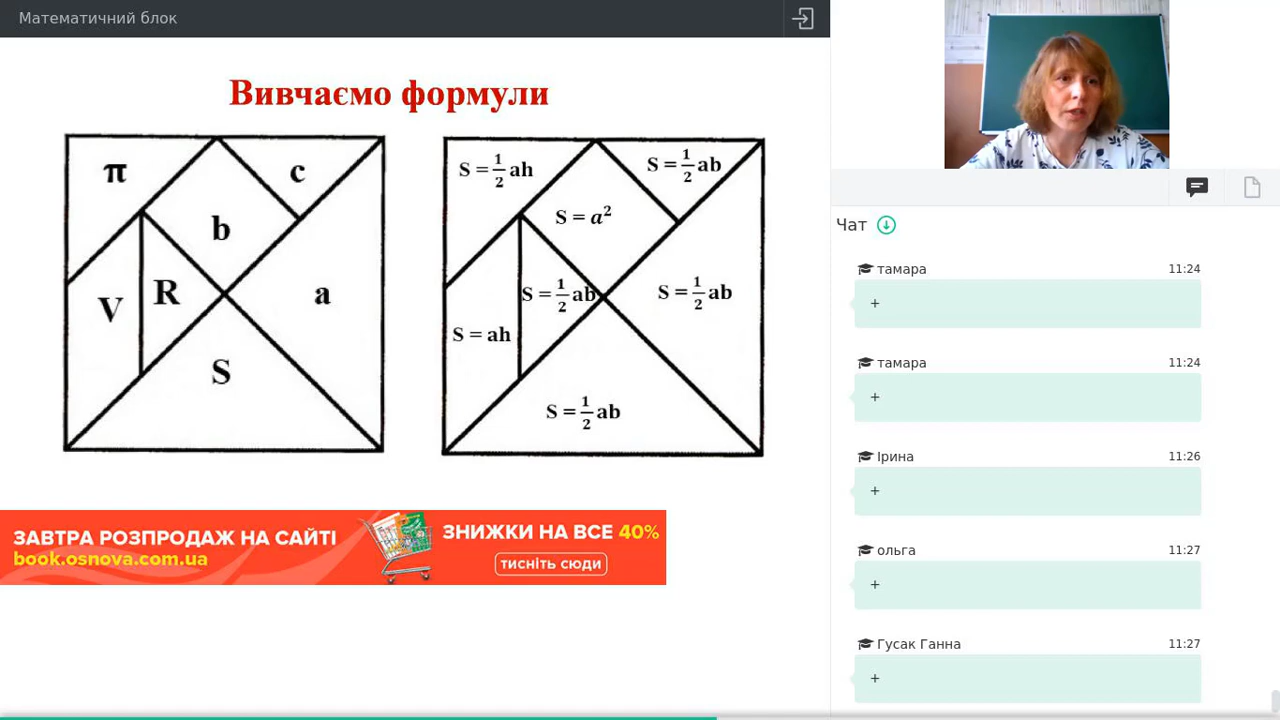 Математичний блок
Вивчаємо формули
π
c
b
V
R
a
S
S = 1/2 ah
S = 1/2 ab
S = a²
S = 1/2 ab
S = 1/2 ab
S = ah
S = 1/2 ab
ЗАВТРА РОЗПРОДАЖ НА САЙТІ
book.osnova.com.ua
ЗНИЖКИ НА ВСЕ 40%
тисніть сюди
Чат
тамара 11:24
+
тамара 11:24
+
Ірина 11:26
+
ольга 11:27
+
Гусак Ганна 11:27
+